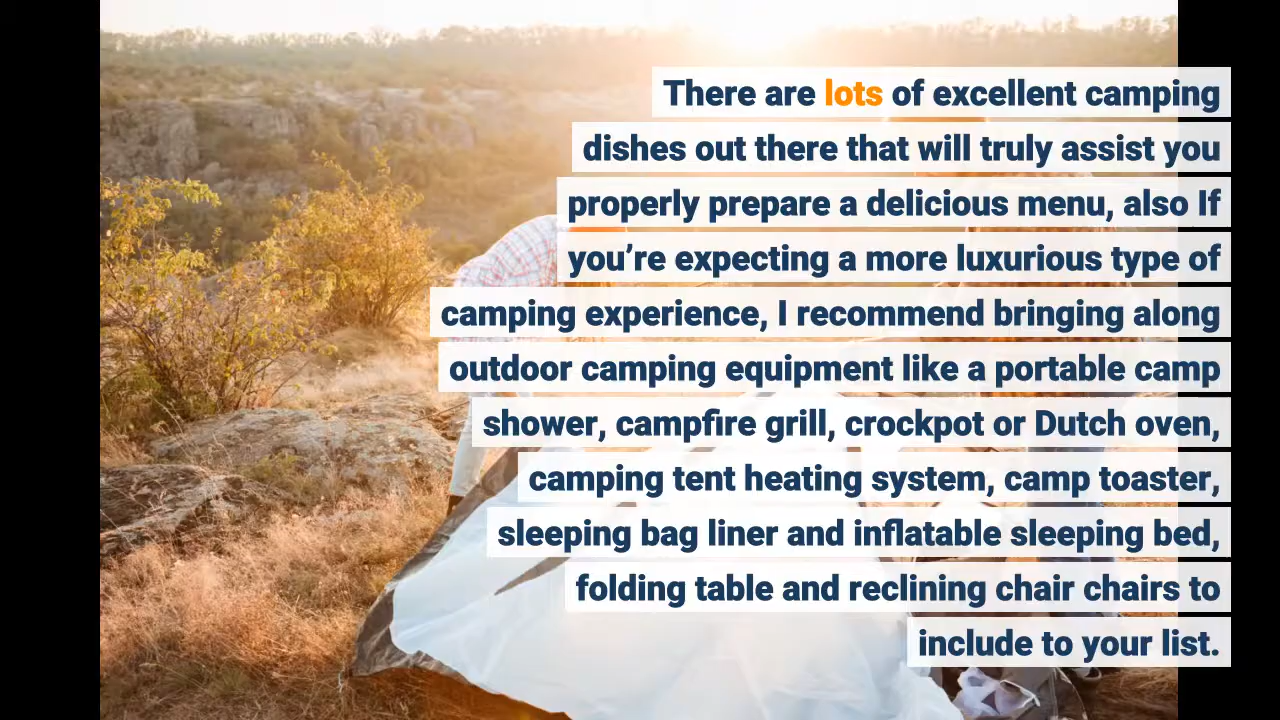 There are lots of excellent camping
dishes out there that will truly assist you
properly prepare a delicious menu, also If
you’re expecting a more luxurious type of
camping experience, I recommend bringing along
outdoor camping equipment like a portable camp
shower, campfire grill, crockpot or Dutch oven,
camping tent heating system, camp toaster,
sleeping bag liner and inflatable sleeping bed,
folding table and reclining chair chairs to
include to your list.